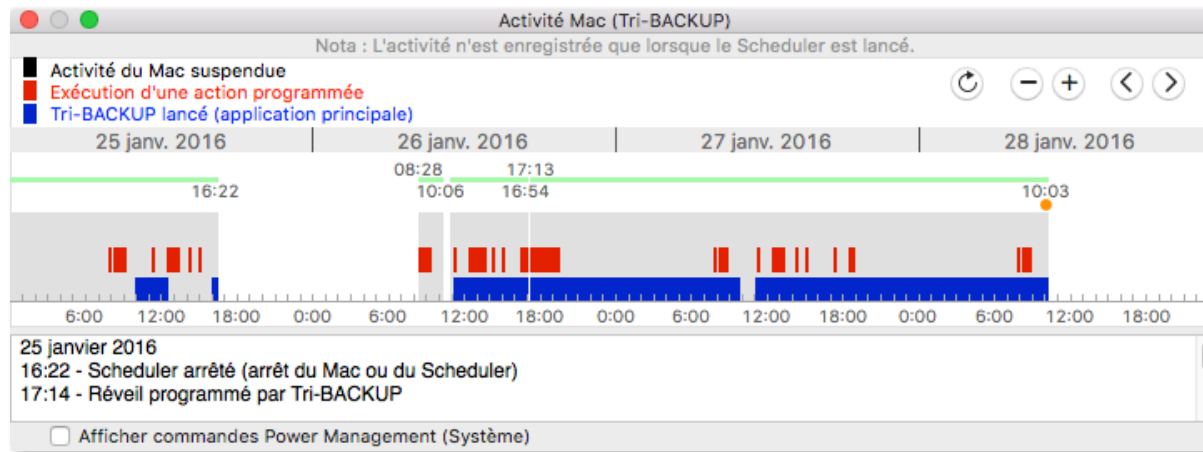 Activité Mac (Tri-BACKUP)
Nota : L'activité n'est enregistrée que lorsque le Scheduler est lancé.
Activité du Mac suspendue
Exécution d'une action programmée
Tri-BACKUP lancé (application principale)
25 janv. 2016 26 janv. 2016 27 janv. 2016 28 janv. 2016
08:28 17:13
16:22 10:06 16:54 10:03
6:00 12:00 18:00 0:00 6:00 12:00 18:00 0:00 6:00 12:00 18:00 0:00 6:00 12:00 18:00
25 janvier 2016
16:22 - Scheduler arrêté (arrêt du Mac ou du Scheduler)
17:14 - Réveil programmé par Tri-BACKUP
Afficher commandes Power Management (Système)